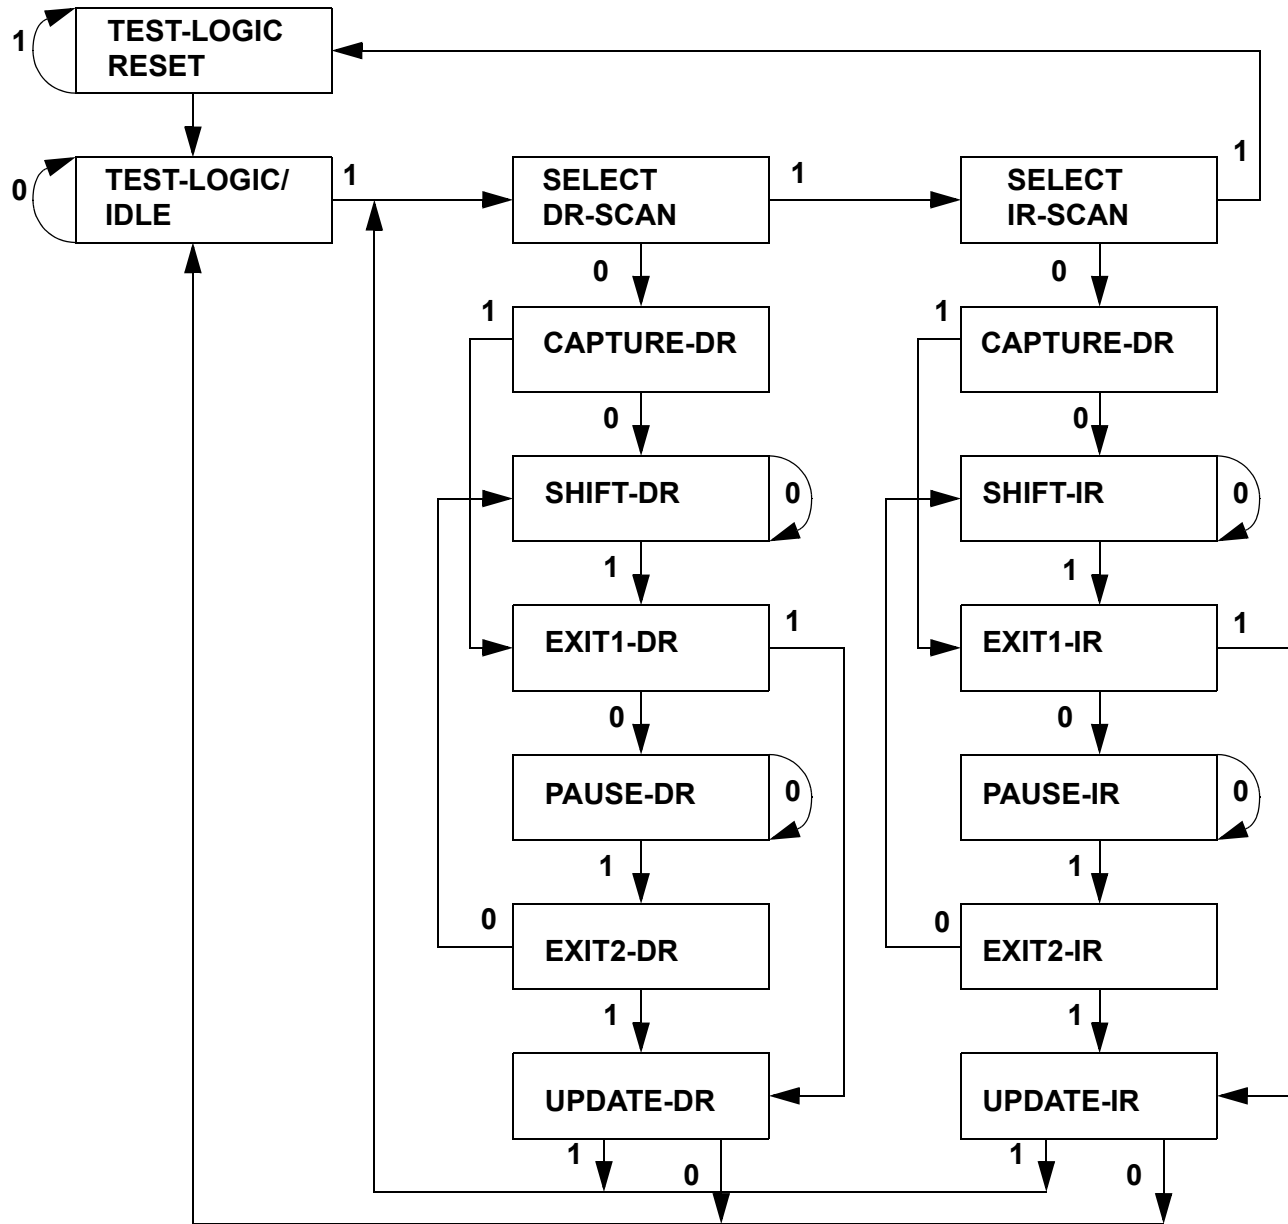 1
TEST-LOGIC
RESET
0
TEST-LOGIC/
IDLE
1
SELECT
DR-SCAN
1
SELECT
IR-SCAN
1
0
0
1
CAPTURE-DR
1
CAPTURE-DR
0
0
SHIFT-DR
0
SHIFT-IR
0
1
1
EXIT1-DR
1
EXIT1-IR
1
0
0
PAUSE-DR
0
PAUSE-IR
0
1
1
0
EXIT2-DR
0
EXIT2-IR
1
1
UPDATE-DR
UPDATE-IR
1
0
1
0